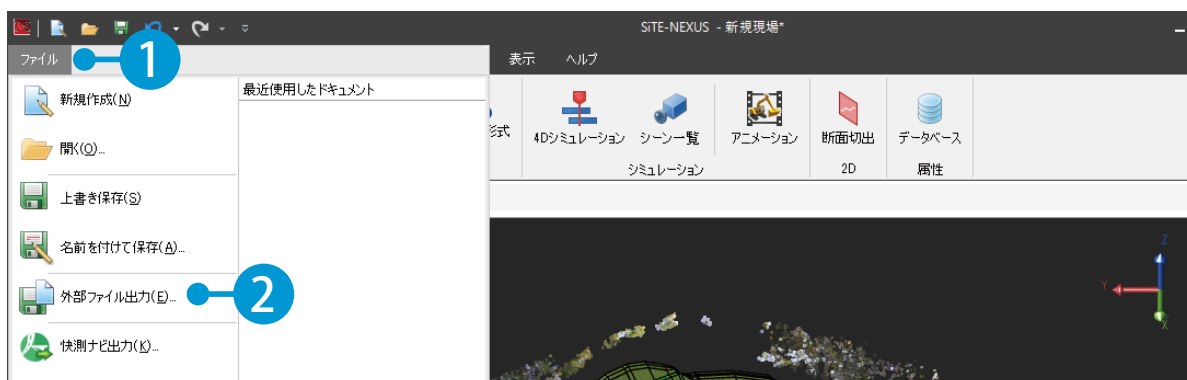 SiTE-NEXUS - 新規現場*
ファイル
1
表示
ヘルプ
新規作成(N)
最近使用したドキュメント
開く(O)...
上書き保存(S)
名前を付けて保存(A)...
外部ファイル出力(E)...
2
快測ナビ出力(K)...
形式
4Dシミュレーション
シーン一覧
アニメーション
断面切出
データベース
シミュレーション
2D
属性
Z
Y
X